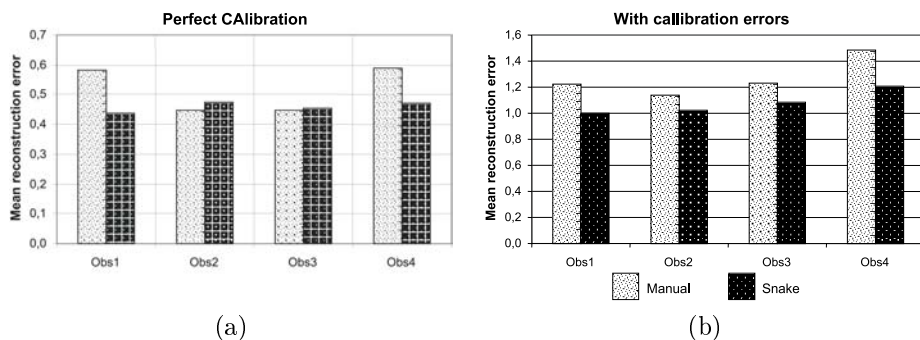 Perfect CAlibration
Mean reconstruction error
0,7
0,6
0,5
0,4
0,3
0,2
0,1
0,0
Obs1 Obs2 Obs3 Obs4
(a)
With callibration errors
Mean reconstruction error
1,6
1,4
1,2
1,0
0,8
0,6
0,4
0,2
0,0
Obs1 Obs2 Obs3 Obs4
Manual Snake
(b)